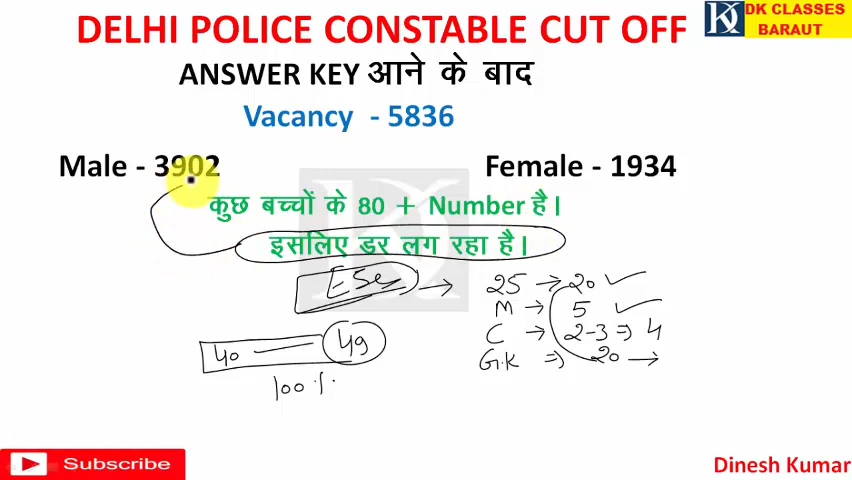 DELHI POLICE CONSTABLE CUT OFF
DK CLASSES
BARAUT
ANSWER KEY आने के बाद
Vacancy - 5836
Male - 3902
Female - 1934
कुछ बच्चों के 80 + Number है।
इसलिए डर लग रहा है।
25 → 20
M → 5
C → 2-3 ⇒ 4
G.K ⇒ 20 →
40 — 49
100 %.
Subscribe
Dinesh Kumar